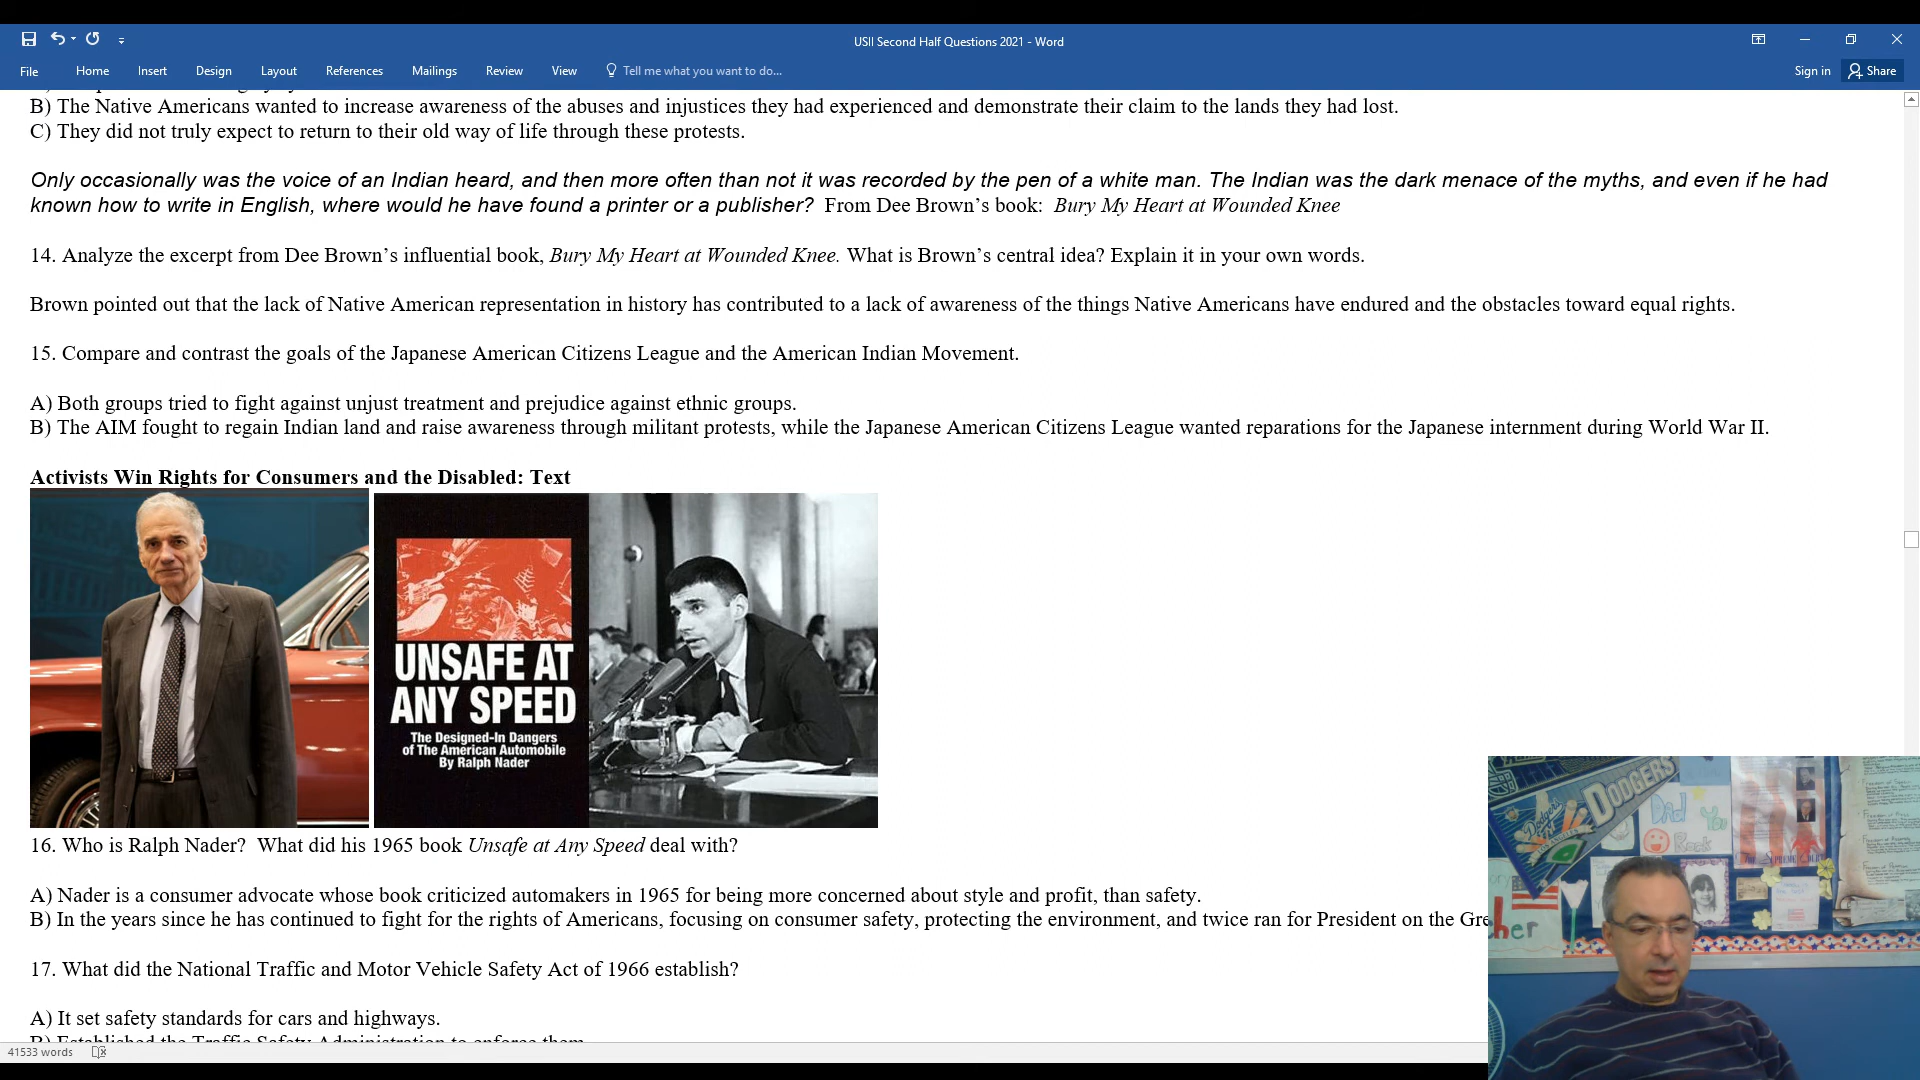 USII Second Half Questions 2021 - Word
File Home Insert Design Layout References Mailings Review View Tell me what you want to do... Sign in Share
B) The Native Americans wanted to increase awareness of the abuses and injustices they had experienced and demonstrate their claim to the lands they had lost.
C) They did not truly expect to return to their old way of life through these protests.
Only occasionally was the voice of an Indian heard, and then more often than not it was recorded by the pen of a white man. The Indian was the dark menace of the myths, and even if he had
known how to write in English, where would he have found a printer or a publisher? From Dee Brown’s book: Bury My Heart at Wounded Knee
14. Analyze the excerpt from Dee Brown’s influential book, Bury My Heart at Wounded Knee. What is Brown’s central idea? Explain it in your own words.
Brown pointed out that the lack of Native American representation in history has contributed to a lack of awareness of the things Native Americans have endured and the obstacles toward equal rights.
15. Compare and contrast the goals of the Japanese American Citizens League and the American Indian Movement.
A) Both groups tried to fight against unjust treatment and prejudice against ethnic groups.
B) The AIM fought to regain Indian land and raise awareness through militant protests, while the Japanese American Citizens League wanted reparations for the Japanese internment during World War II.
Activists Win Rights for Consumers and the Disabled: Text
UNSAFE AT
ANY SPEED
The Designed-In Dangers
of The American Automobile
By Ralph Nader
16. Who is Ralph Nader? What did his 1965 book Unsafe at Any Speed deal with?
A) Nader is a consumer advocate whose book criticized automakers in 1965 for being more concerned about style and profit, than safety.
B) In the years since he has continued to fight for the rights of Americans, focusing on consumer safety, protecting the environment, and twice ran for President on the Gre
17. What did the National Traffic and Motor Vehicle Safety Act of 1966 establish?
A) It set safety standards for cars and highways.
B) Established the Traffic Safety Administration to enforce them.
41533 words
DODGERS
Dodgers
LOS ANGELES
Dad
You
Rock
her